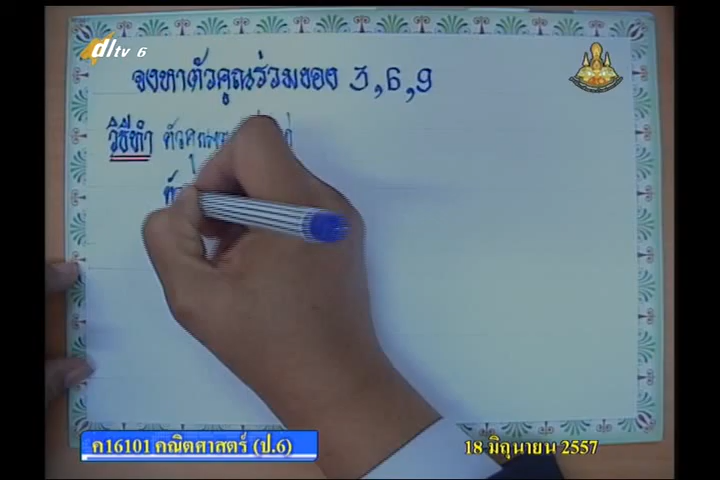 dltv 6
จงหาตัวคูณร่วมของ 3,6,9
วิธีทำ
ค16101 คณิตศาสตร์ (ป.6)
18 มิถุนายน 2557